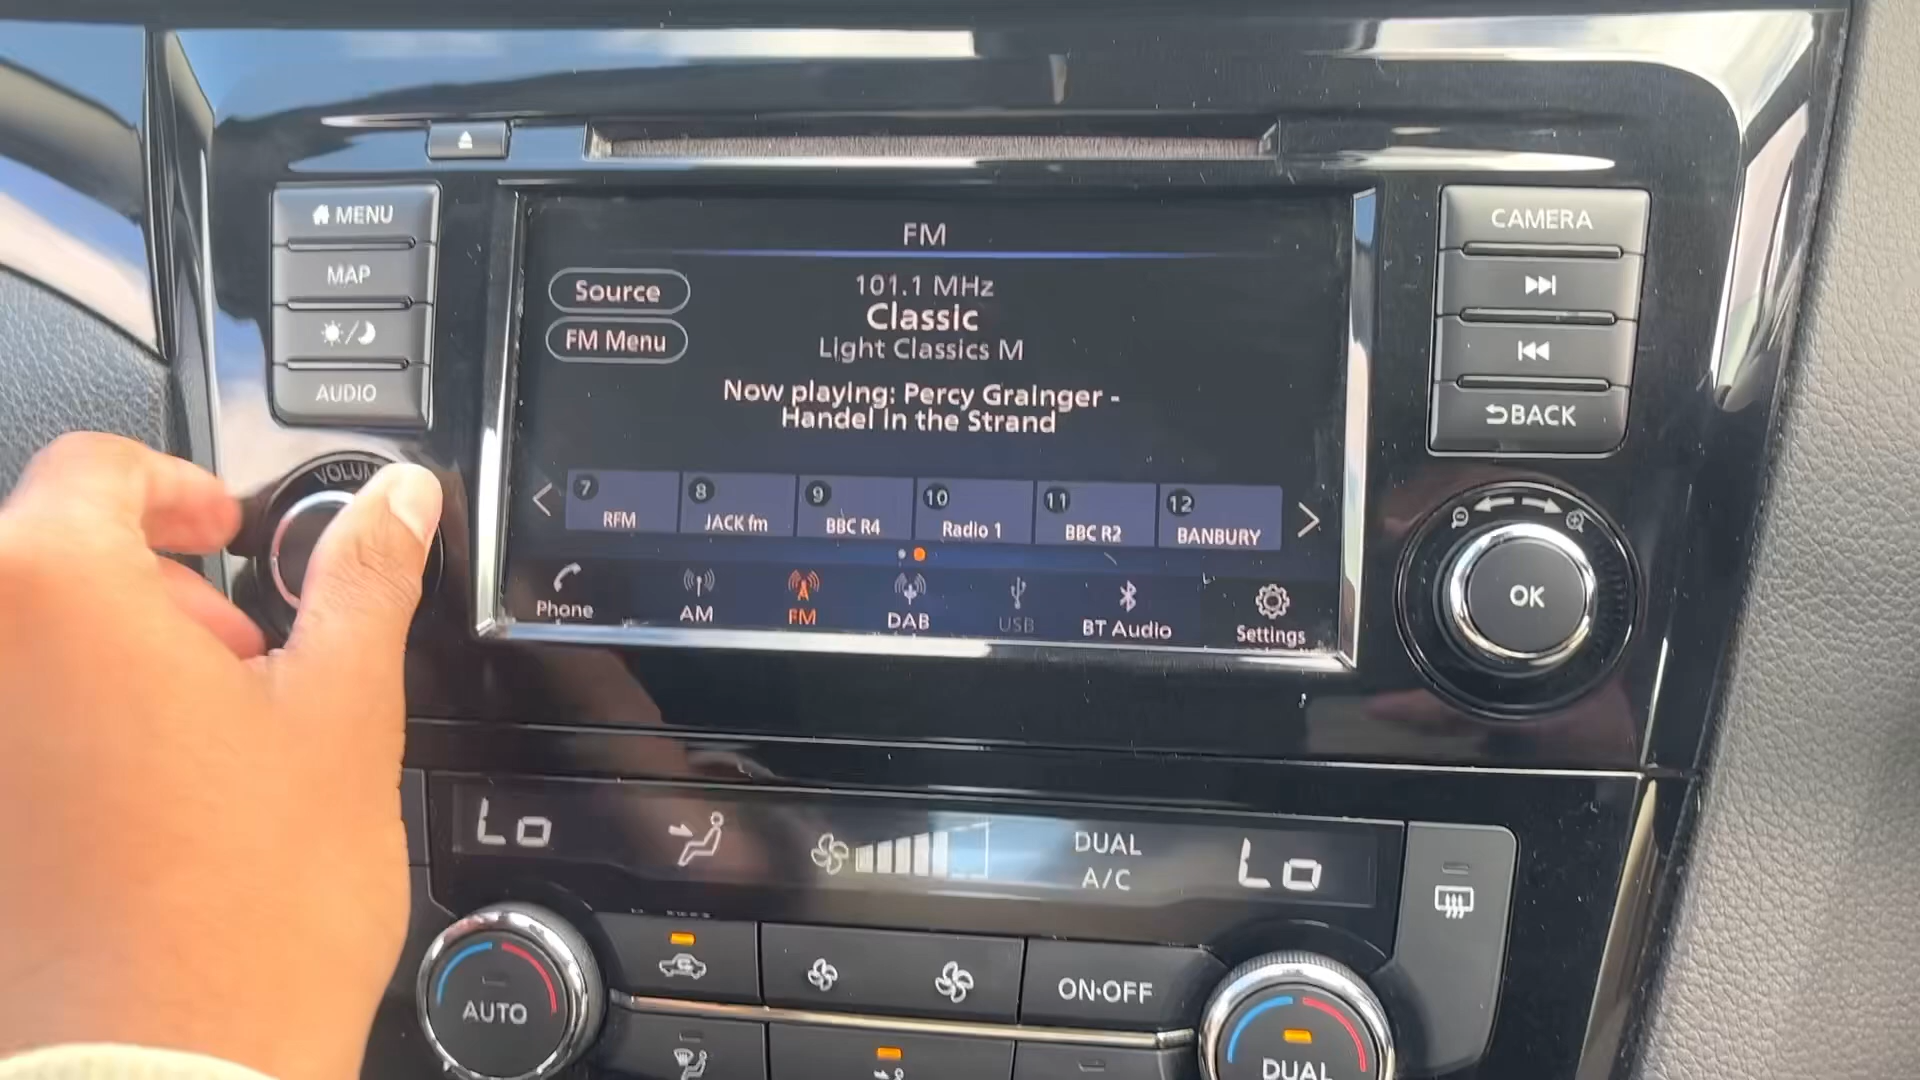 MENU
MAP
AUDIO
VOLUM
FM
Source
FM Menu
101.1 MHz
Classic
Light Classics M
Now playing: Percy Grainger -
Handel in the Strand
7 RFM
8 JACK fm
9 BBC R4
10 Radio 1
11 BBC R2
12 BANBURY
Phone
AM
FM
DAB
USB
BT Audio
Settings
CAMERA
BACK
OK
Lo
DUAL
A/C
Lo
AUTO
ON·OFF
DUAL